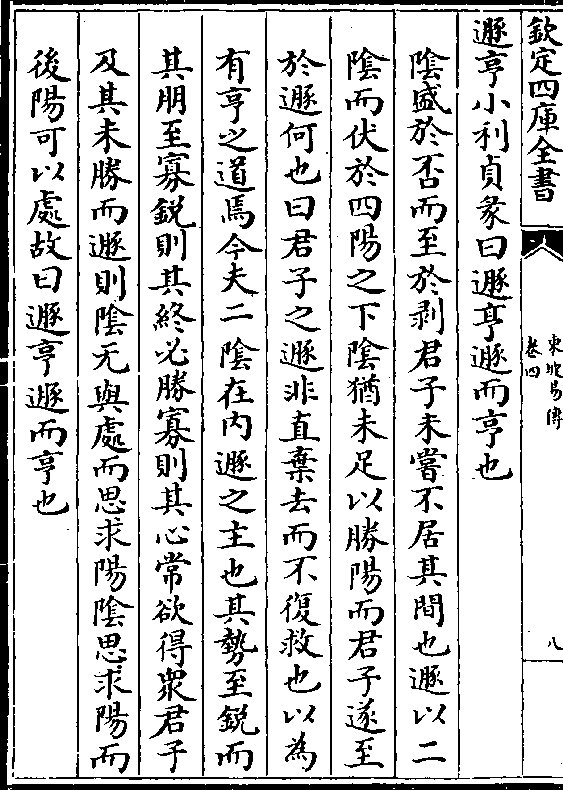 欽定四庫全書
東坡易傳
卷四
八
遯亨小利貞彖曰遯亨遯而亨也
陰盛於否而至於剥君子未嘗不居其間也遯以二
陰而伏於四陽之下陰猶未足以勝陽而君子遂至
於遯何也曰君子之遯非直棄去而不復救也以為
有亨之道焉今夫二陰在内遯之主也其勢至銳而
其朋至寡銳則其終必勝寡則其心常欲得衆君子
及其未勝而遯則陰无與處而思求陽陰思求陽而
後陽可以處故曰遯亨遯而亨也